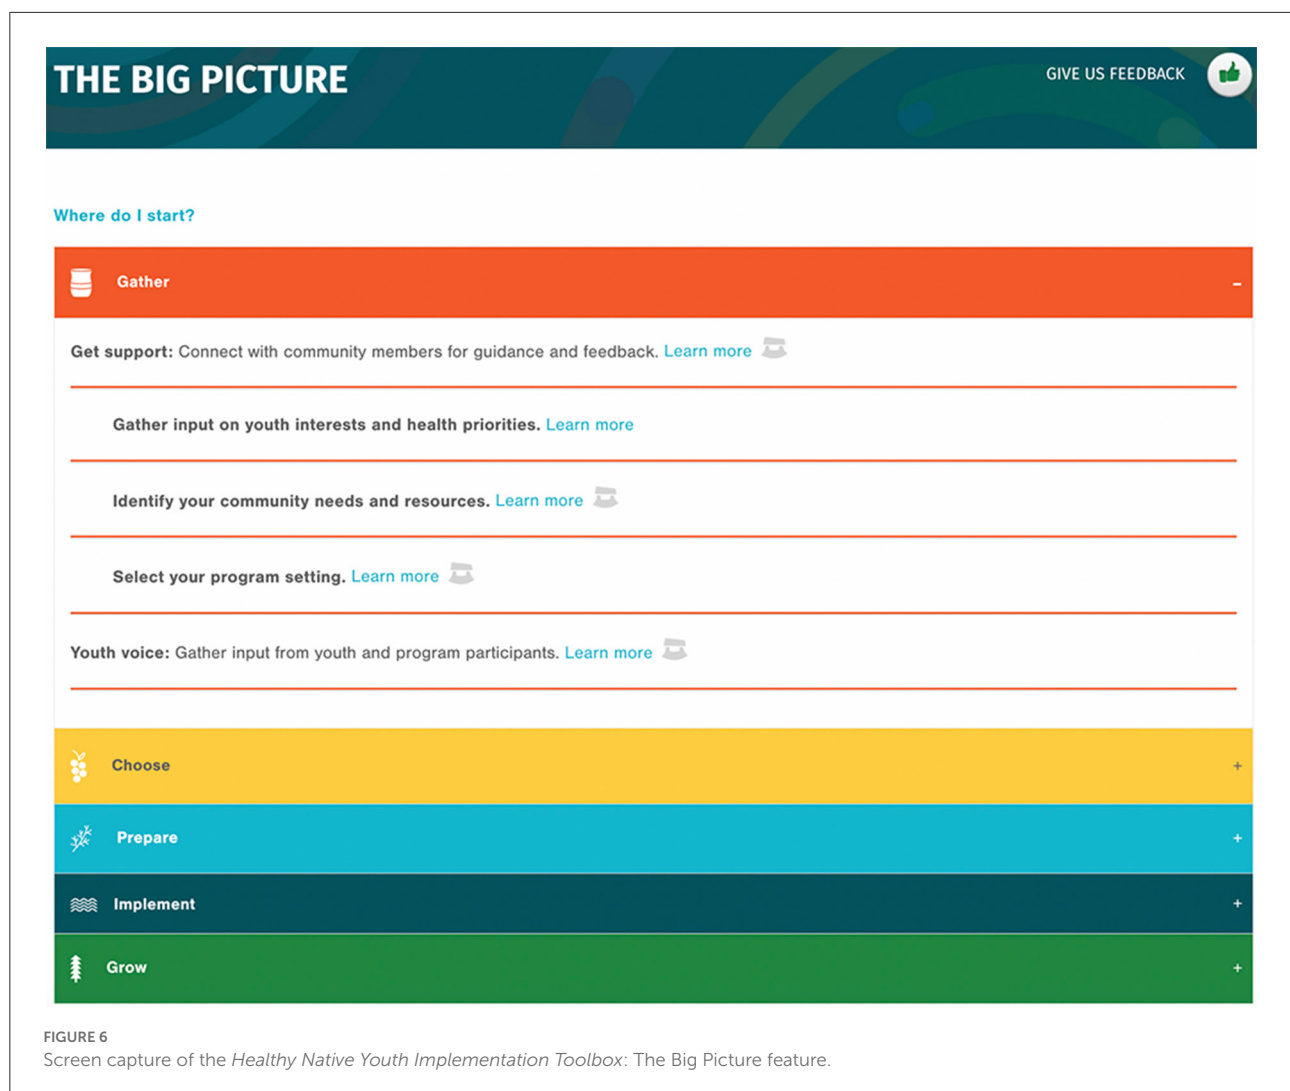 THE BIG PICTURE
GIVE US FEEDBACK
Where do I start?
Gather
Get support: Connect with community members for guidance and feedback. Learn more
Gather input on youth interests and health priorities. Learn more
Identify your community needs and resources. Learn more
Select your program setting. Learn more
Youth voice: Gather input from youth and program participants. Learn more
Choose
Prepare
Implement
Grow
FIGURE 6
Screen capture of the Healthy Native Youth Implementation Toolbox: The Big Picture feature.